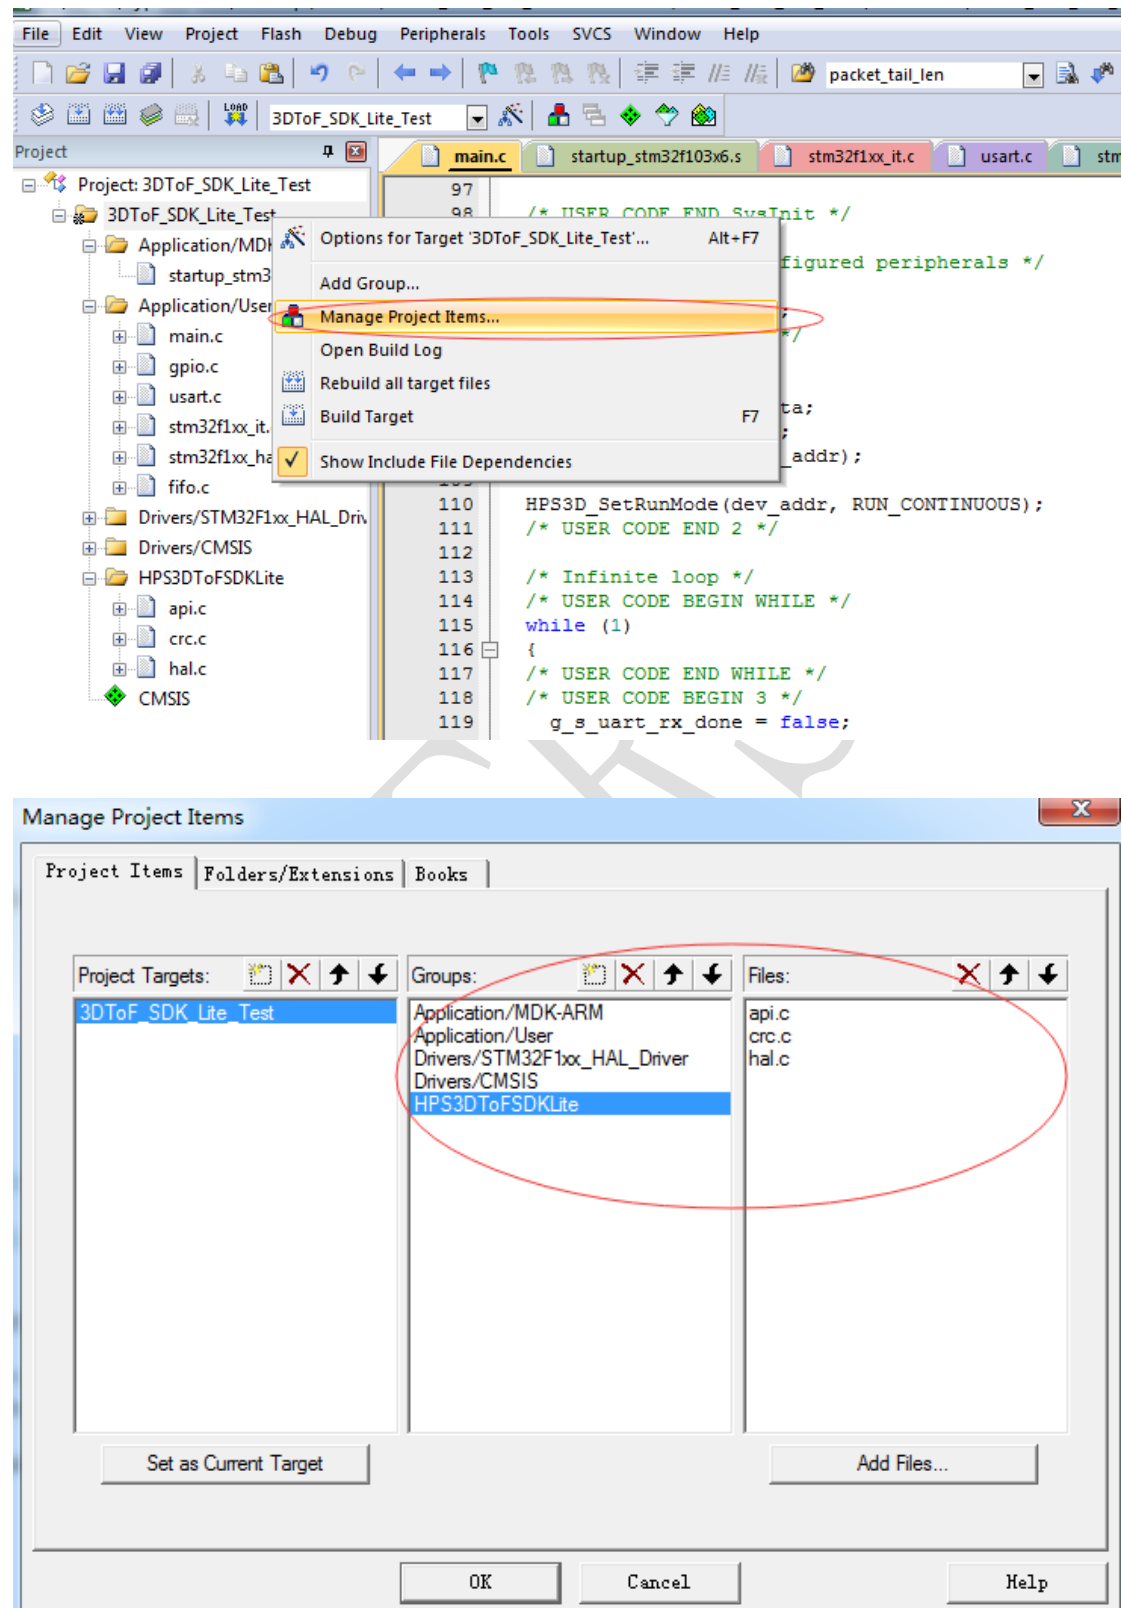 File Edit View Project Flash Debug Peripherals Tools SVCS Window Help
packet_tail_len
LOAD 3DToF_SDK_Lite_Test
Project
main.c startup_stm32f103x6.s stm32f1xx_it.c usart.c stm
Project: 3DToF_SDK_Lite_Test
3DToF_SDK_Lite_Test
Application/MDK
startup_stm3
Application/User
main.c
gpio.c
usart.c
stm32f1xx_it.
stm32f1xx_ha
fifo.c
Drivers/STM32F1xx_HAL_Driv
Drivers/CMSIS
HPS3DToFSDKLite
api.c
crc.c
hal.c
CMSIS
Options for Target '3DToF_SDK_Lite_Test'... Alt+F7
Add Group...
Manage Project Items...
Open Build Log
Rebuild all target files
Build Target F7
Show Include File Dependencies
97
98 /* USER CODE END SysInit */
figured peripherals */
;
*/
ta;
;
_addr);
109
110 HPS3D_SetRunMode(dev_addr, RUN_CONTINUOUS);
111 /* USER CODE END 2 */
112
113 /* Infinite loop */
114 /* USER CODE BEGIN WHILE */
115 while (1)
116 {
117 /* USER CODE END WHILE */
118 /* USER CODE BEGIN 3 */
119 g_s_uart_rx_done = false;
Manage Project Items
Project Items Folders/Extensions Books
Project Targets:
3DToF_SDK_Lite_Test
Set as Current Target
Groups:
Application/MDK-ARM
Application/User
Drivers/STM32F1xx_HAL_Driver
Drivers/CMSIS
HPS3DToFSDKLite
Files:
api.c
crc.c
hal.c
Add Files...
OK Cancel Help